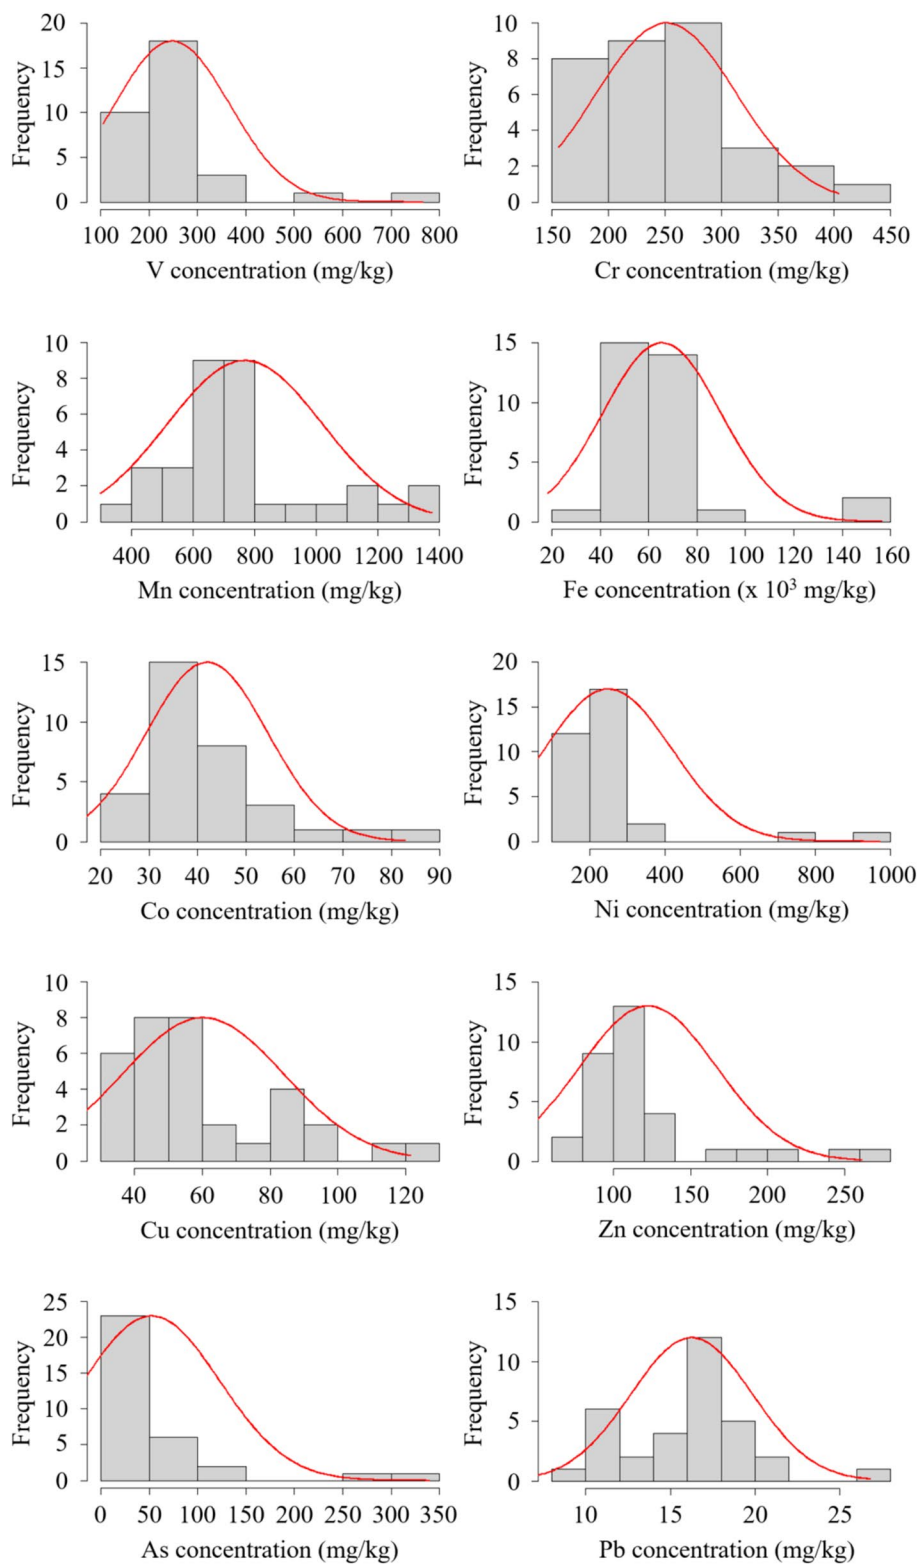 20
15
10
5
0
Frequency
100 200 300 400 500 600 700 800
V concentration (mg/kg)
10
8
6
4
2
0
Frequency
150 200 250 300 350 400 450
Cr concentration (mg/kg)
10
8
6
4
2
0
Frequency
400 600 800 1000 1200 1400
Mn concentration (mg/kg)
15
10
5
0
Frequency
20 40 60 80 100 120 140 160
Fe concentration (x 10³ mg/kg)
15
10
5
0
Frequency
20 30 40 50 60 70 80 90
Co concentration (mg/kg)
20
15
10
5
0
Frequency
200 400 600 800 1000
Ni concentration (mg/kg)
10
8
6
4
2
0
Frequency
40 60 80 100 120
Cu concentration (mg/kg)
15
10
5
0
Frequency
100 150 200 250
Zn concentration (mg/kg)
25
20
15
10
5
0
Frequency
0 50 100 150 200 250 300 350
As concentration (mg/kg)
15
10
5
0
Frequency
10 15 20 25
Pb concentration (mg/kg)